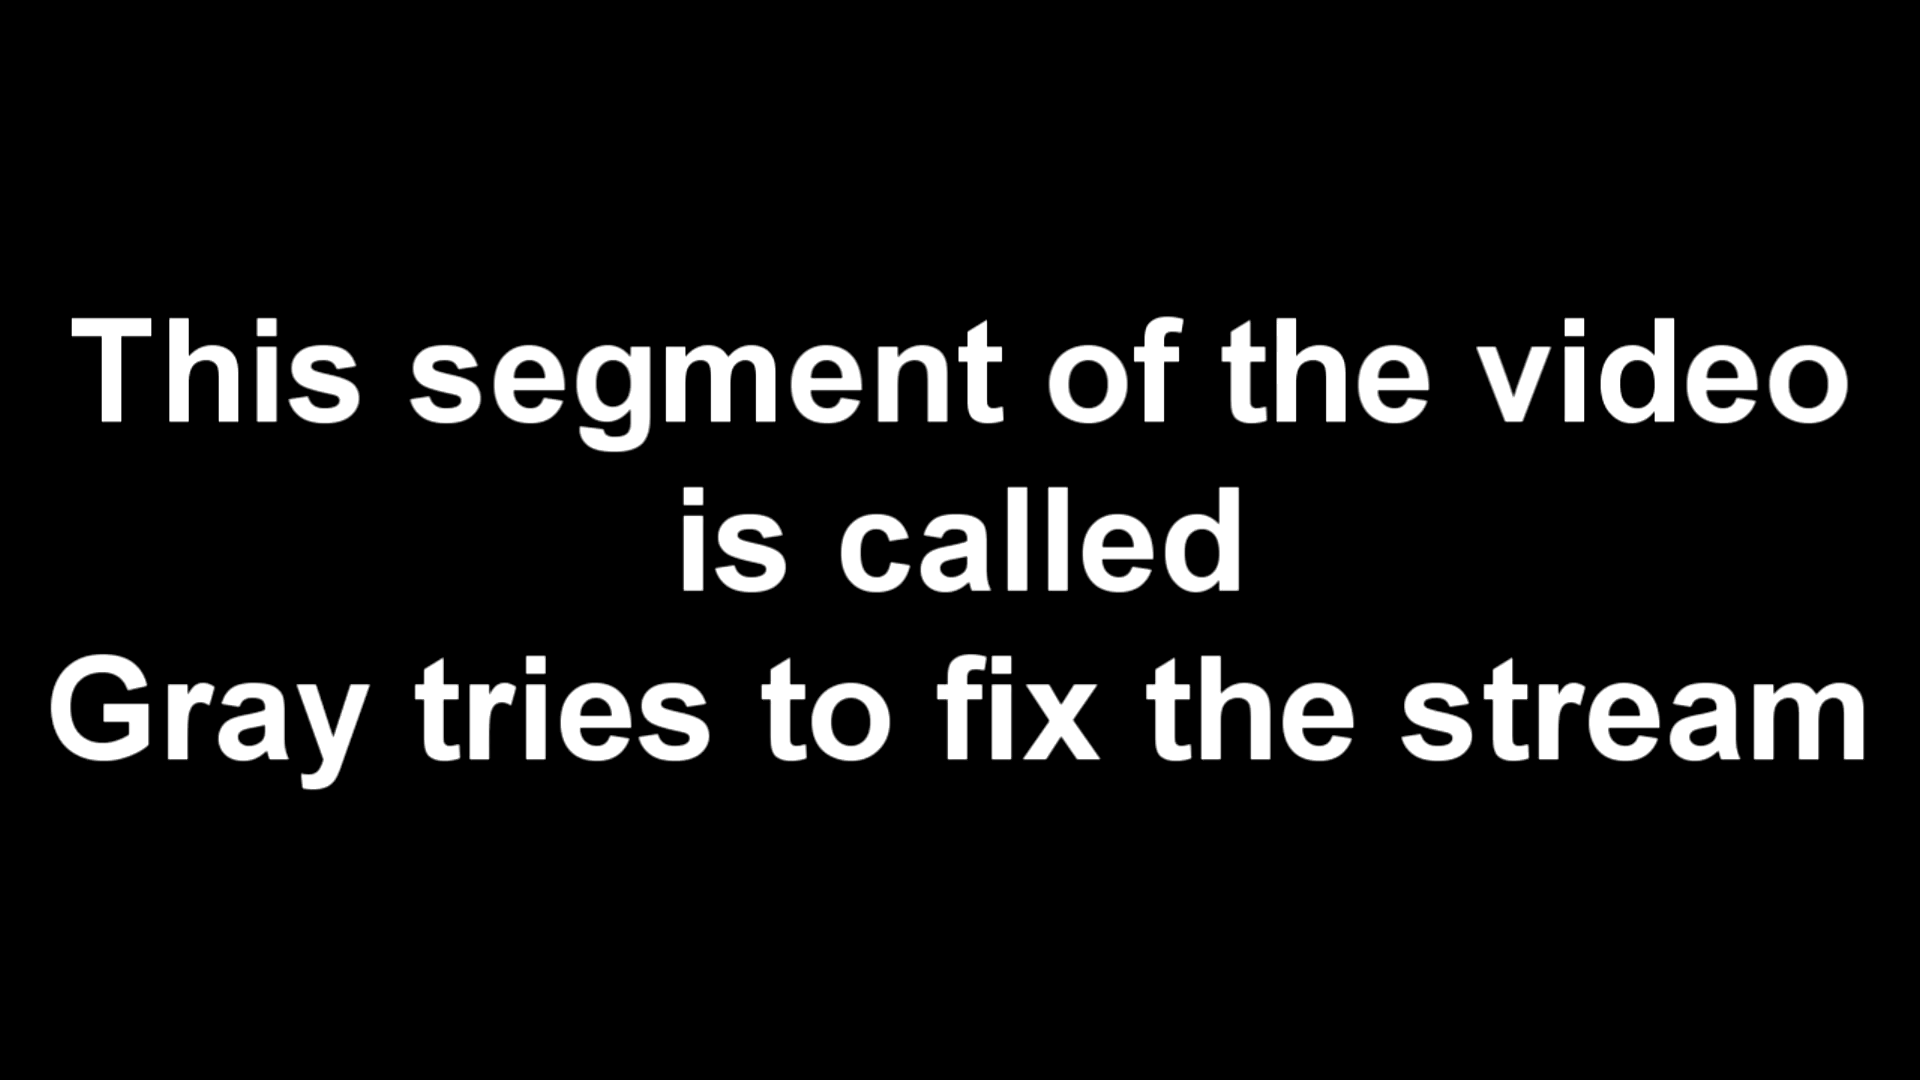 This segment of the video
is called
Gray tries to fix the stream